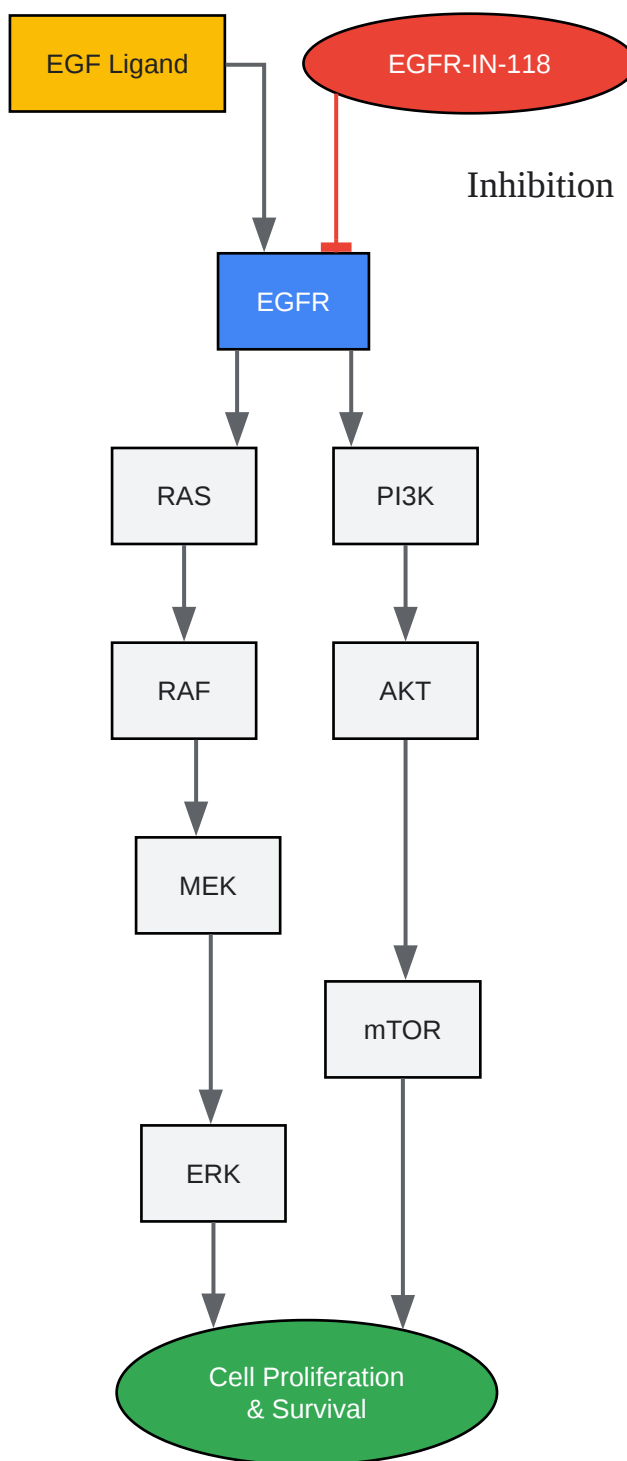 EGF Ligand
EGFR-IN-118
Inhibition
EGFR
RAS
PI3K
RAF
AKT
MEK
mTOR
ERK
Cell Proliferation
& Survival